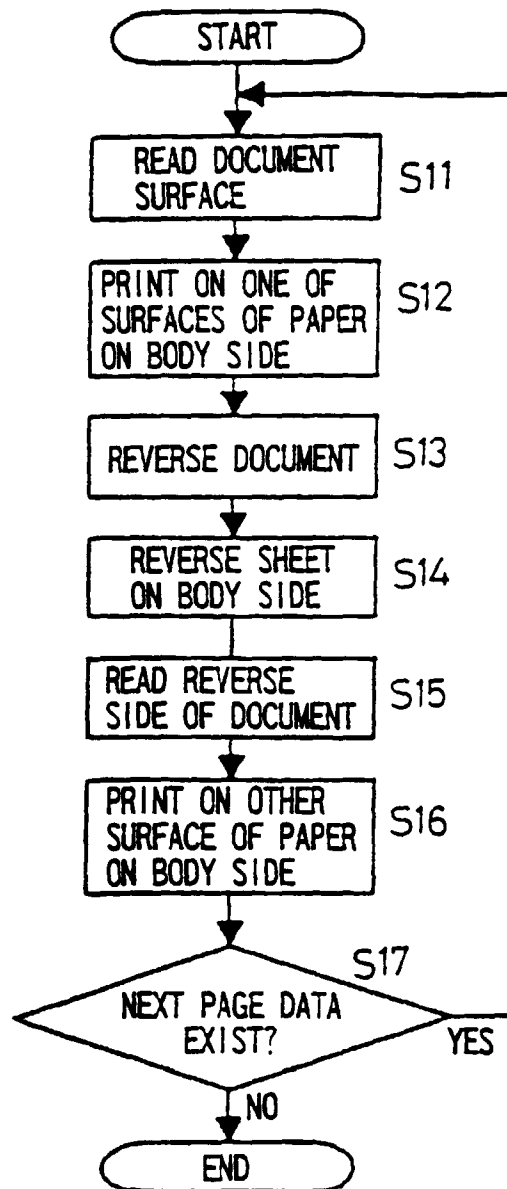 START
READ DOCUMENT
SURFACE
S11
PRINT ON ONE OF
SURFACES OF PAPER
ON BODY SIDE
S12
REVERSE DOCUMENT
S13
REVERSE SHEET
ON BODY SIDE
S14
READ REVERSE
SIDE OF DOCUMENT
S15
PRINT ON OTHER
SURFACE OF PAPER
ON BODY SIDE
S16
S17
NEXT PAGE DATA
EXIST?
YES
NO
END